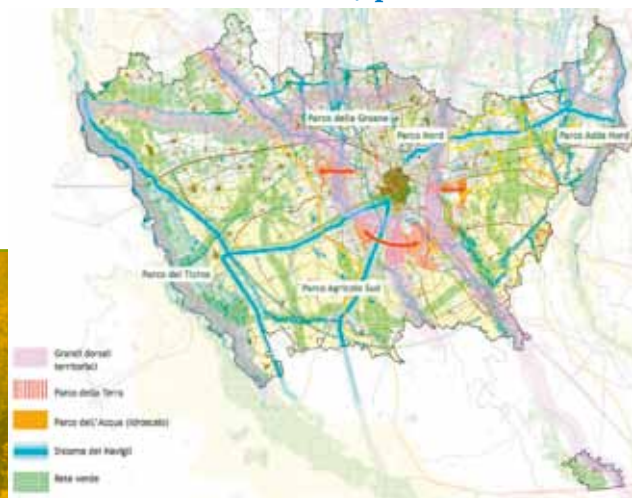 Parco delle Groane
Parco Nord
Parco Adda Nord
Parco del Ticino
Parco Agricolo Sud
Grandi dorsali
territoriali
Parco della Terra
Parco dell'Acqua (Idroscalo)
Sistema dei Navigli
Rete verde